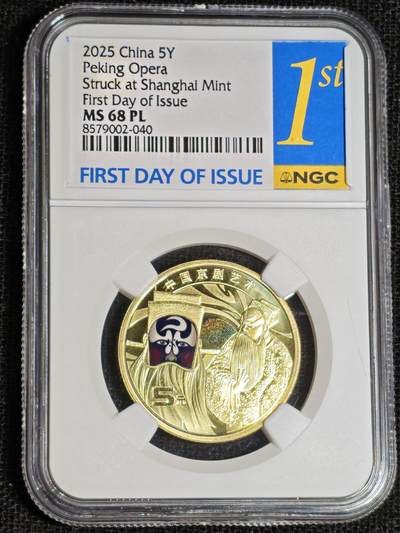 2025 China 5Y
Peking Opera
Struck at Shanghai Mint
First Day of Issue
MS 68 PL
8579002-040
1st
FIRST DAY OF ISSUE
NGC
中国京剧艺术
5元